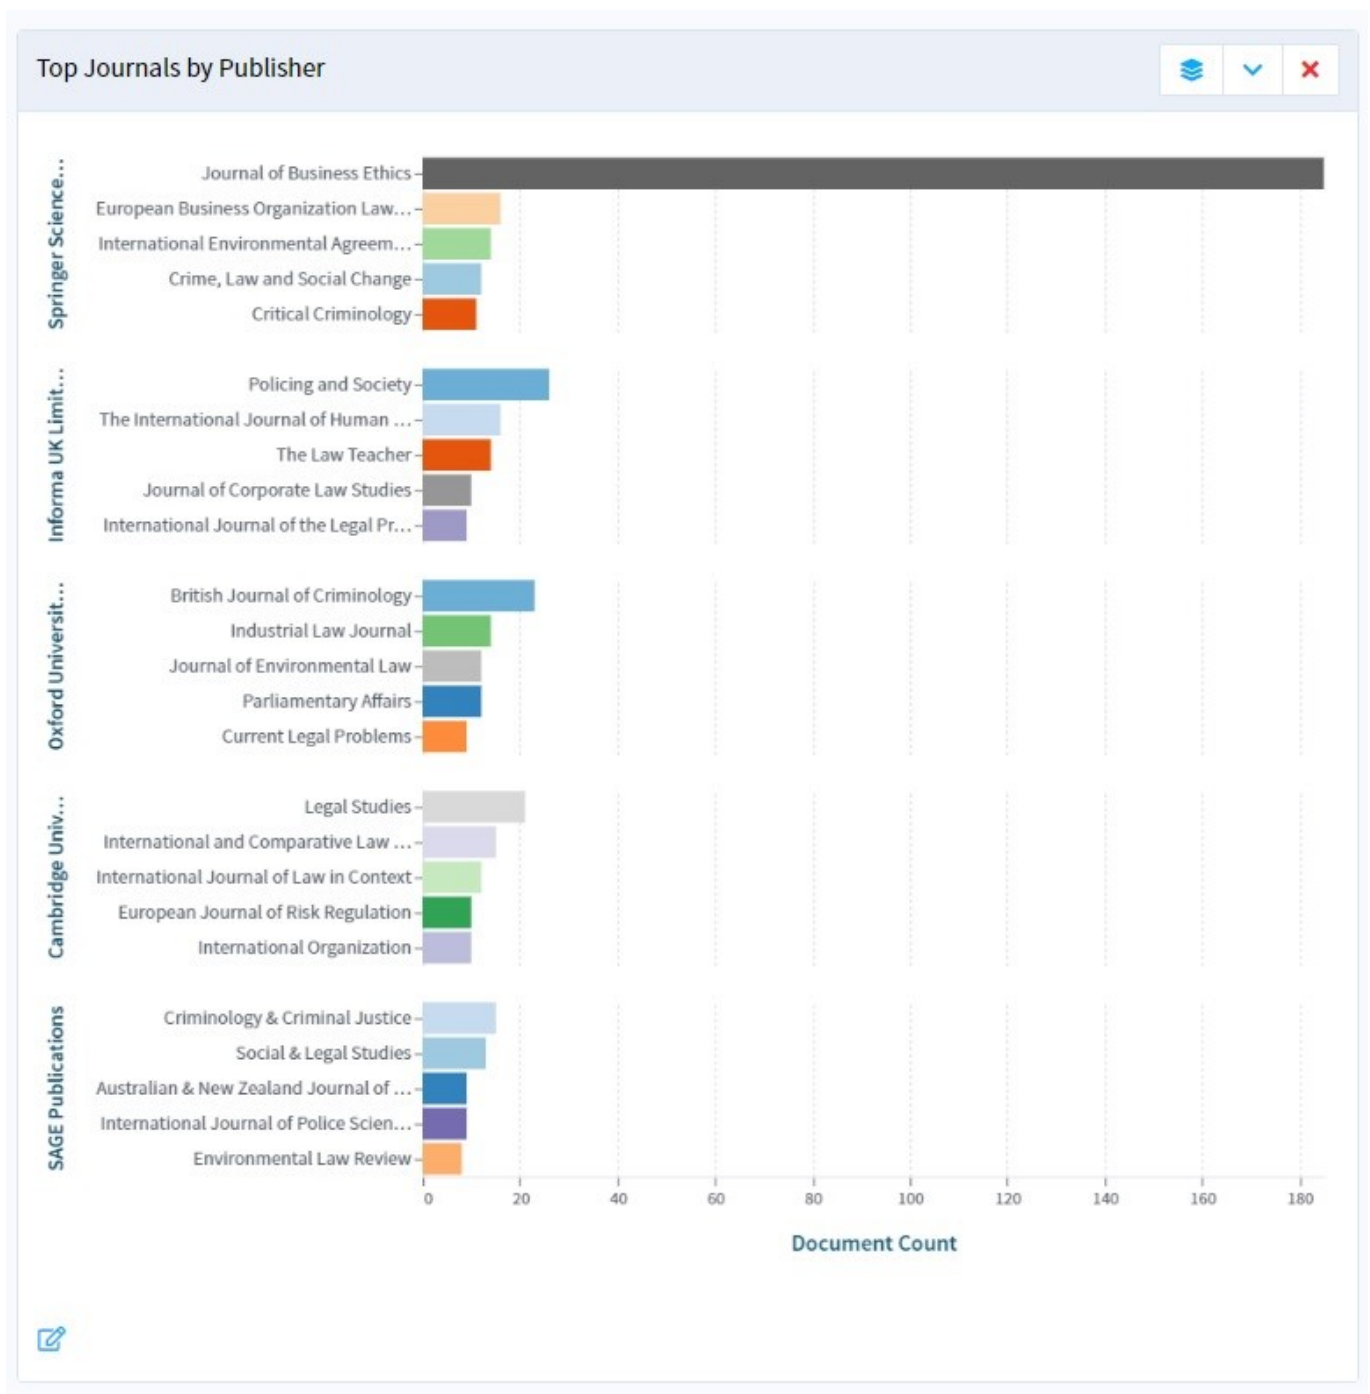 Top Journals by Publisher
Springer Science...
Journal of Business Ethics
European Business Organization Law...
International Environmental Agreem...
Crime, Law and Social Change
Critical Criminology
Informa UK Limit...
Policing and Society
The International Journal of Human ...
The Law Teacher
Journal of Corporate Law Studies
International Journal of the Legal Pr...
Oxford Universit...
British Journal of Criminology
Industrial Law Journal
Journal of Environmental Law
Parliamentary Affairs
Current Legal Problems
Cambridge Univ...
Legal Studies
International and Comparative Law ...
International Journal of Law in Context
European Journal of Risk Regulation
International Organization
SAGE Publications
Criminology & Criminal Justice
Social & Legal Studies
Australian & New Zealand Journal of ...
International Journal of Police Scien...
Environmental Law Review
0 20 40 60 80 100 120 140 160 180
Document Count